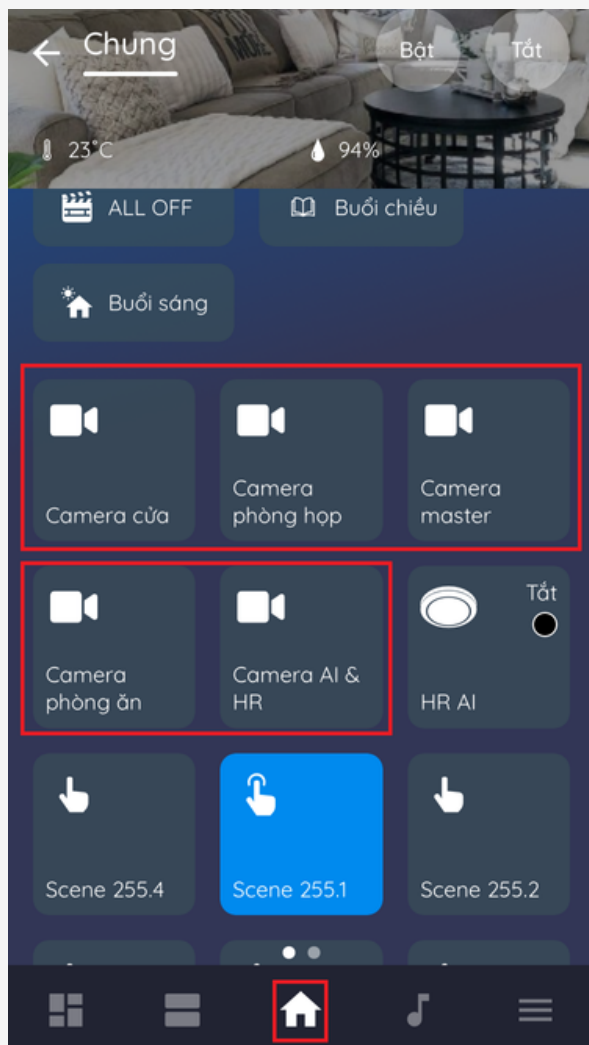 Chung
Bật
Tắt
23°C
94%
ALL OFF
Buổi chiều
Buổi sáng
Camera cửa
Camera
phòng họp
Camera
master
Camera
phòng ăn
Camera AI &
HR
Tắt
HR AI
Scene 255.4
Scene 255.1
Scene 255.2